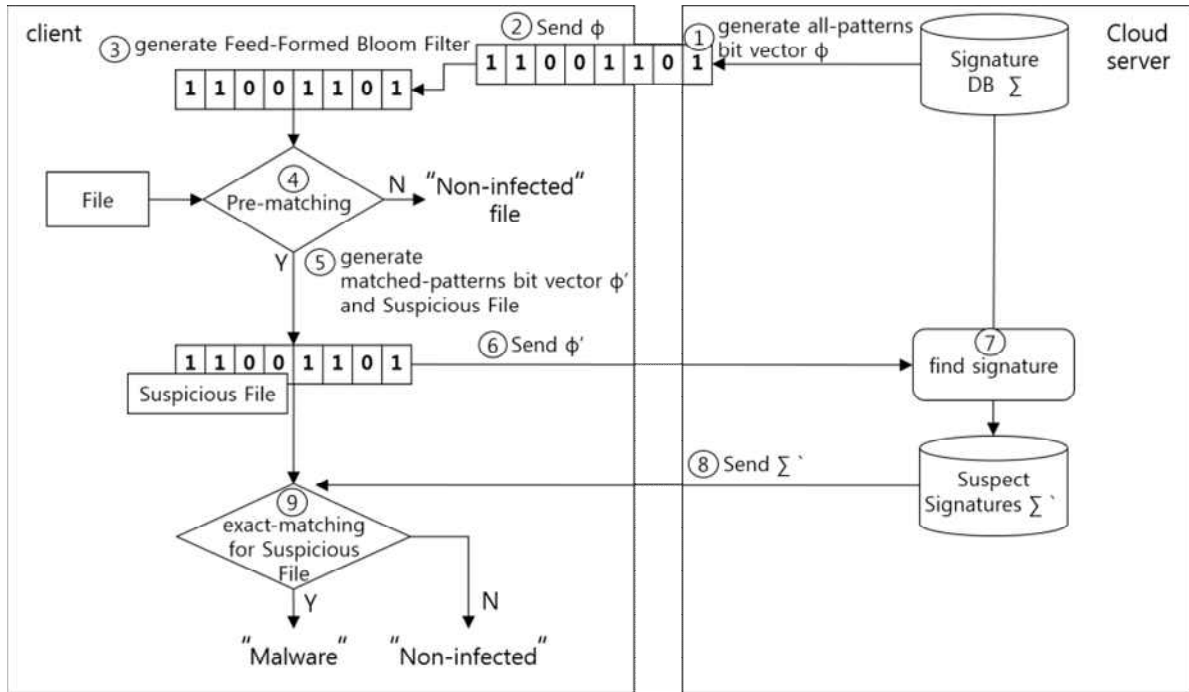 client
② Send ϕ
① generate all-patterns
bit vector ϕ
Cloud
server
③ generate Feed-Formed Bloom Filter
1 1 0 0 1 1 0 1
Signature
DB ∑
1 1 0 0 1 1 0 1
④
Pre-matching
File
N
"Non-infected"
file
Y
⑤ generate
matched-patterns bit vector ϕ'
and Suspicious File
1 1 0 0 1 1 0 1
Suspicious File
⑥ Send ϕ'
⑦
find signature
⑧ Send ∑ `
Suspect
Signatures ∑ `
⑨
exact-matching
for Suspicious
File
Y
N
"Malware"
"Non-infected"